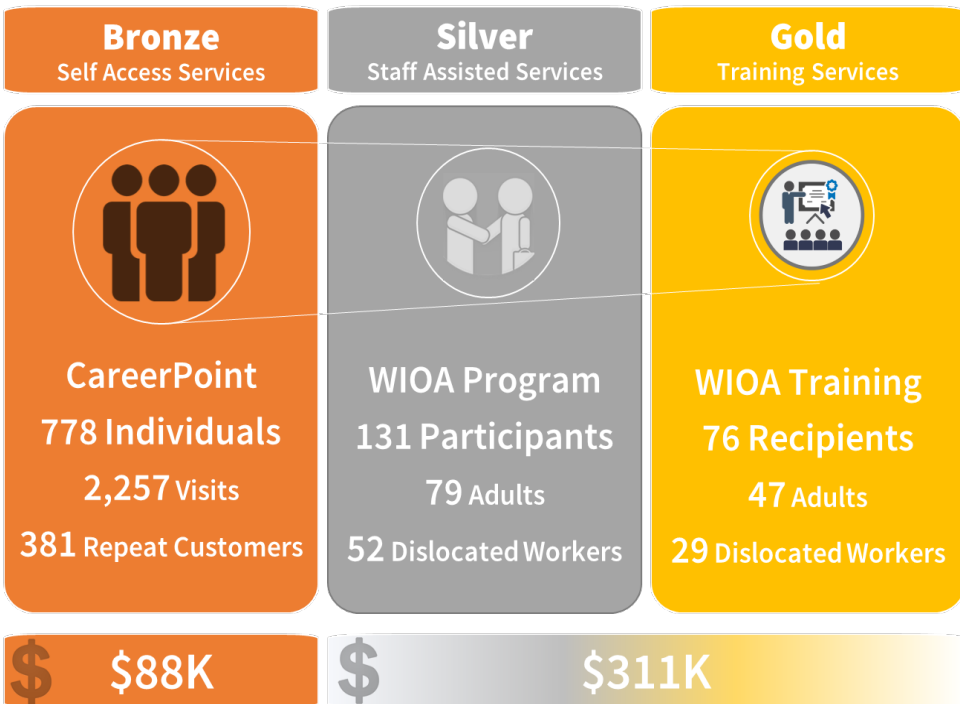 Bronze
Self Access Services
Silver
Staff Assisted Services
Gold
Training Services
CareerPoint
778 Individuals
2,257 Visits
381 Repeat Customers
WIOA Program
131 Participants
79 Adults
52 Dislocated Workers
WIOA Training
76 Recipients
47 Adults
29 Dislocated Workers
$ $88K
$ $311K